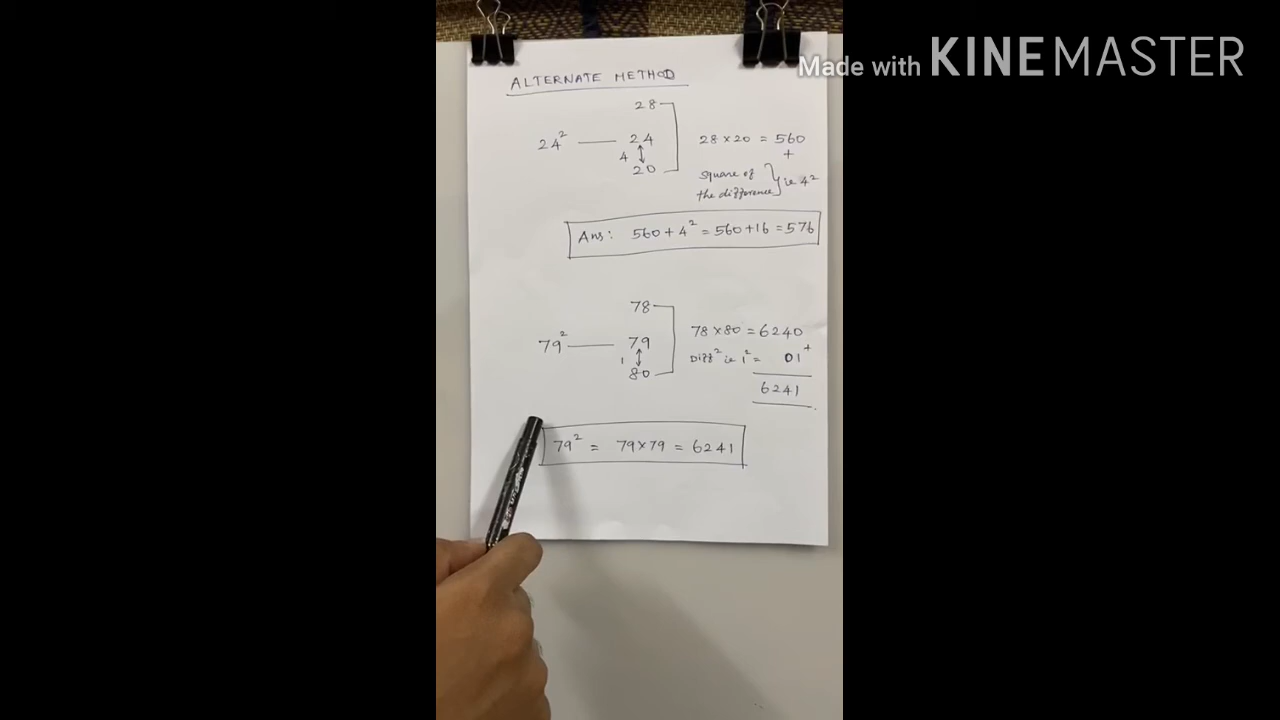 Made with KINEMASTER
ALTERNATE METHOD
28
24² — 24
4
20
28 × 20 = 560
+
Square of
the difference } ie 4²
Ans: 560 + 4² = 560 + 16 = 576
78
79² — 79
1
80
78 × 80 = 6240
Diff² ie 1² = 01 +
6241
79² = 79 × 79 = 6241